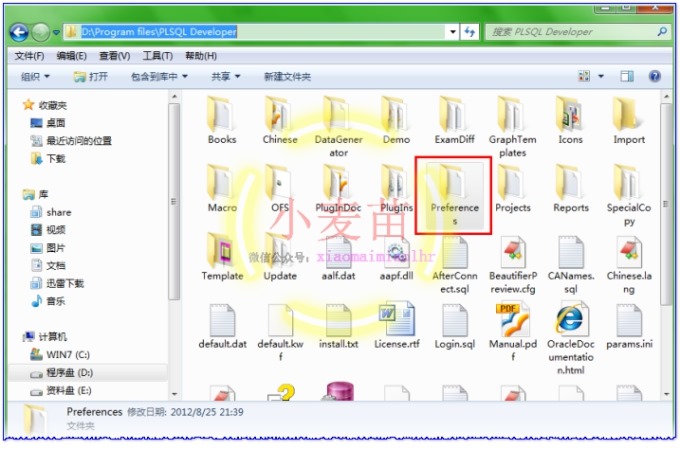 D:\Program files\PLSQL Developer
搜索 PLSQL Developer
文件(F) 编辑(E) 查看(V) 工具(T) 帮助(H)
组织 打开 包含到库中 共享 新建文件夹
收藏夹
桌面
最近访问的位置
下载
库
share
视频
图片
文档
迅雷下载
音乐
计算机
WIN7 (C:)
程序盘 (D:)
资料盘 (E:)
Books Chinese DataGenerator Demo ExamDiff GraphTemplates Icons Import
Macro OFS PlugInDoc PlugIns Preferences Projects Reports SpecialCopy
小麦苗
微信公众号:
Template Update aalf.dat aapf.dll AfterConnect.sql BeautifierPreview.cfg CANames.sql Chinese.lang
default.dat default.kwf install.txt License.rtf Login.sql Manual.pdf OracleDocumentation.html params.ini
Preferences 修改日期: 2012/8/25 21:39
文件夹